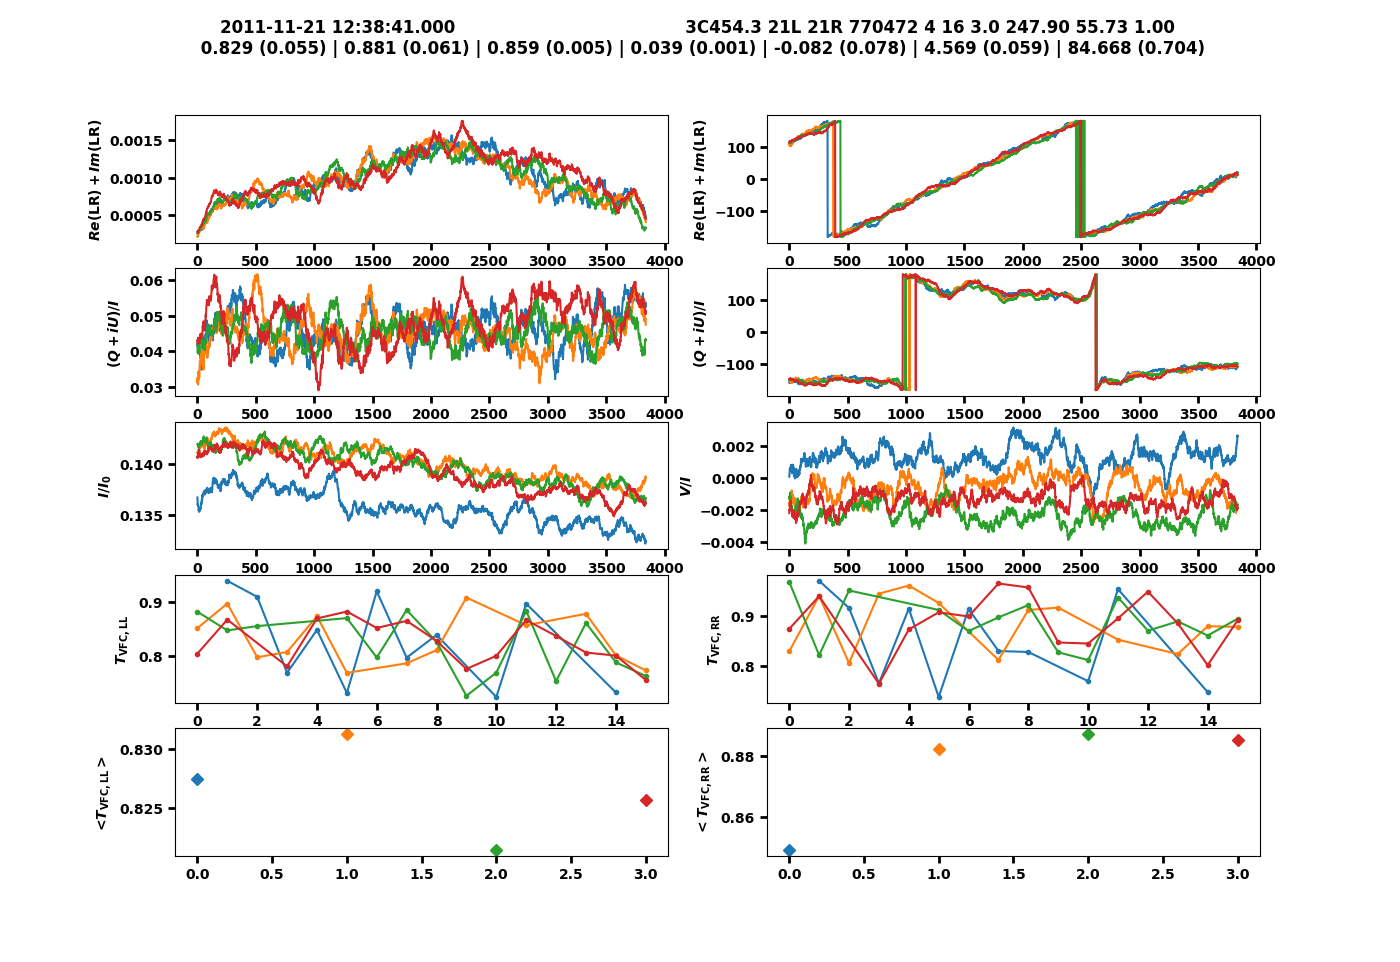 2011-11-21 12:38:41.000 3C454.3 21L 21R 770472 4 16 3.0 247.90 55.73 1.00
0.829 (0.055) | 0.881 (0.061) | 0.859 (0.005) | 0.039 (0.001) | -0.082 (0.078) | 4.569 (0.059) | 84.668 (0.704)
Re(LR) + Im(LR)
0.0015
0.0010
0.0005
0 500 1000 1500 2000 2500 3000 3500 4000
Re(LR) + Im(LR)
100
0
−100
0 500 1000 1500 2000 2500 3000 3500 4000
(Q + iU)/I
0.06
0.05
0.04
0.03
0 500 1000 1500 2000 2500 3000 3500 4000
(Q + iU)/I
100
0
−100
0 500 1000 1500 2000 2500 3000 3500 4000
I/I0
0.140
0.135
0 500 1000 1500 2000 2500 3000 3500 4000
V/I
0.002
0.000
−0.002
−0.004
0 500 1000 1500 2000 2500 3000 3500 4000
TVFC, LL
0.9
0.8
0 2 4 6 8 10 12 14
TVFC, RR
0.9
0.8
0 2 4 6 8 10 12 14
<TVFC, LL >
0.830
0.825
0.0 0.5 1.0 1.5 2.0 2.5 3.0
< TVFC, RR >
0.88
0.86
0.0 0.5 1.0 1.5 2.0 2.5 3.0